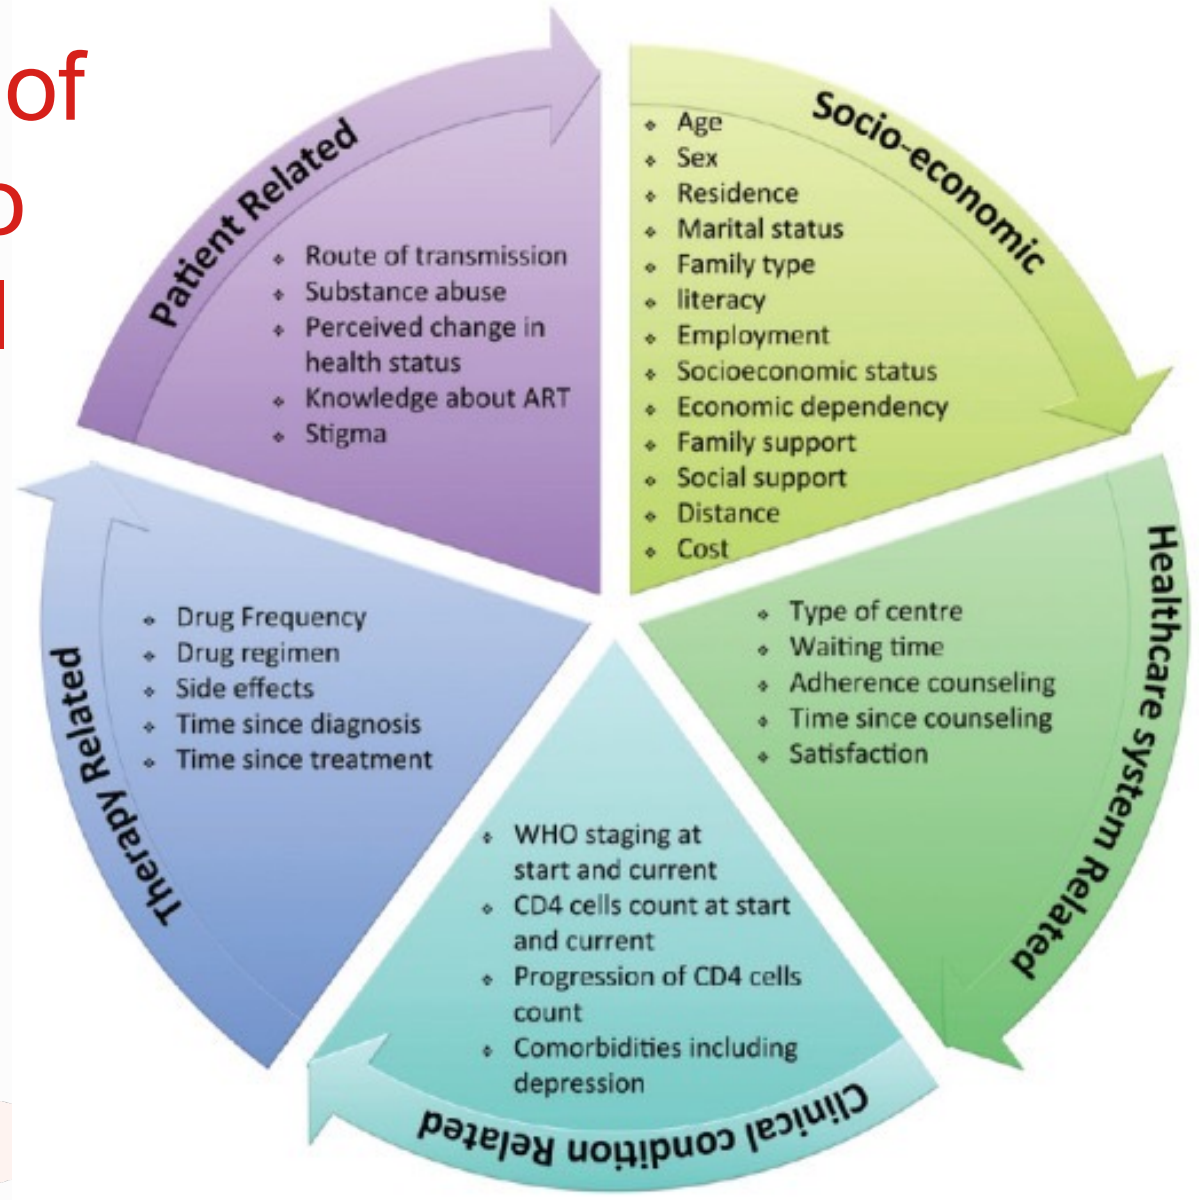 of
Patient Related
Route of transmission
Substance abuse
Perceived change in
health status
Knowledge about ART
Stigma
Socio-economic
Age
Sex
Residence
Marital status
Family type
literacy
Employment
Socioeconomic status
Economic dependency
Family support
Social support
Distance
Cost
Healthcare system Related
Type of centre
Waiting time
Adherence counseling
Time since counseling
Satisfaction
Clinical condition Related
WHO staging at
start and current
CD4 cells count at start
and current
Progression of CD4 cells
count
Comorbidities including
depression
Therapy Related
Drug Frequency
Drug regimen
Side effects
Time since diagnosis
Time since treatment